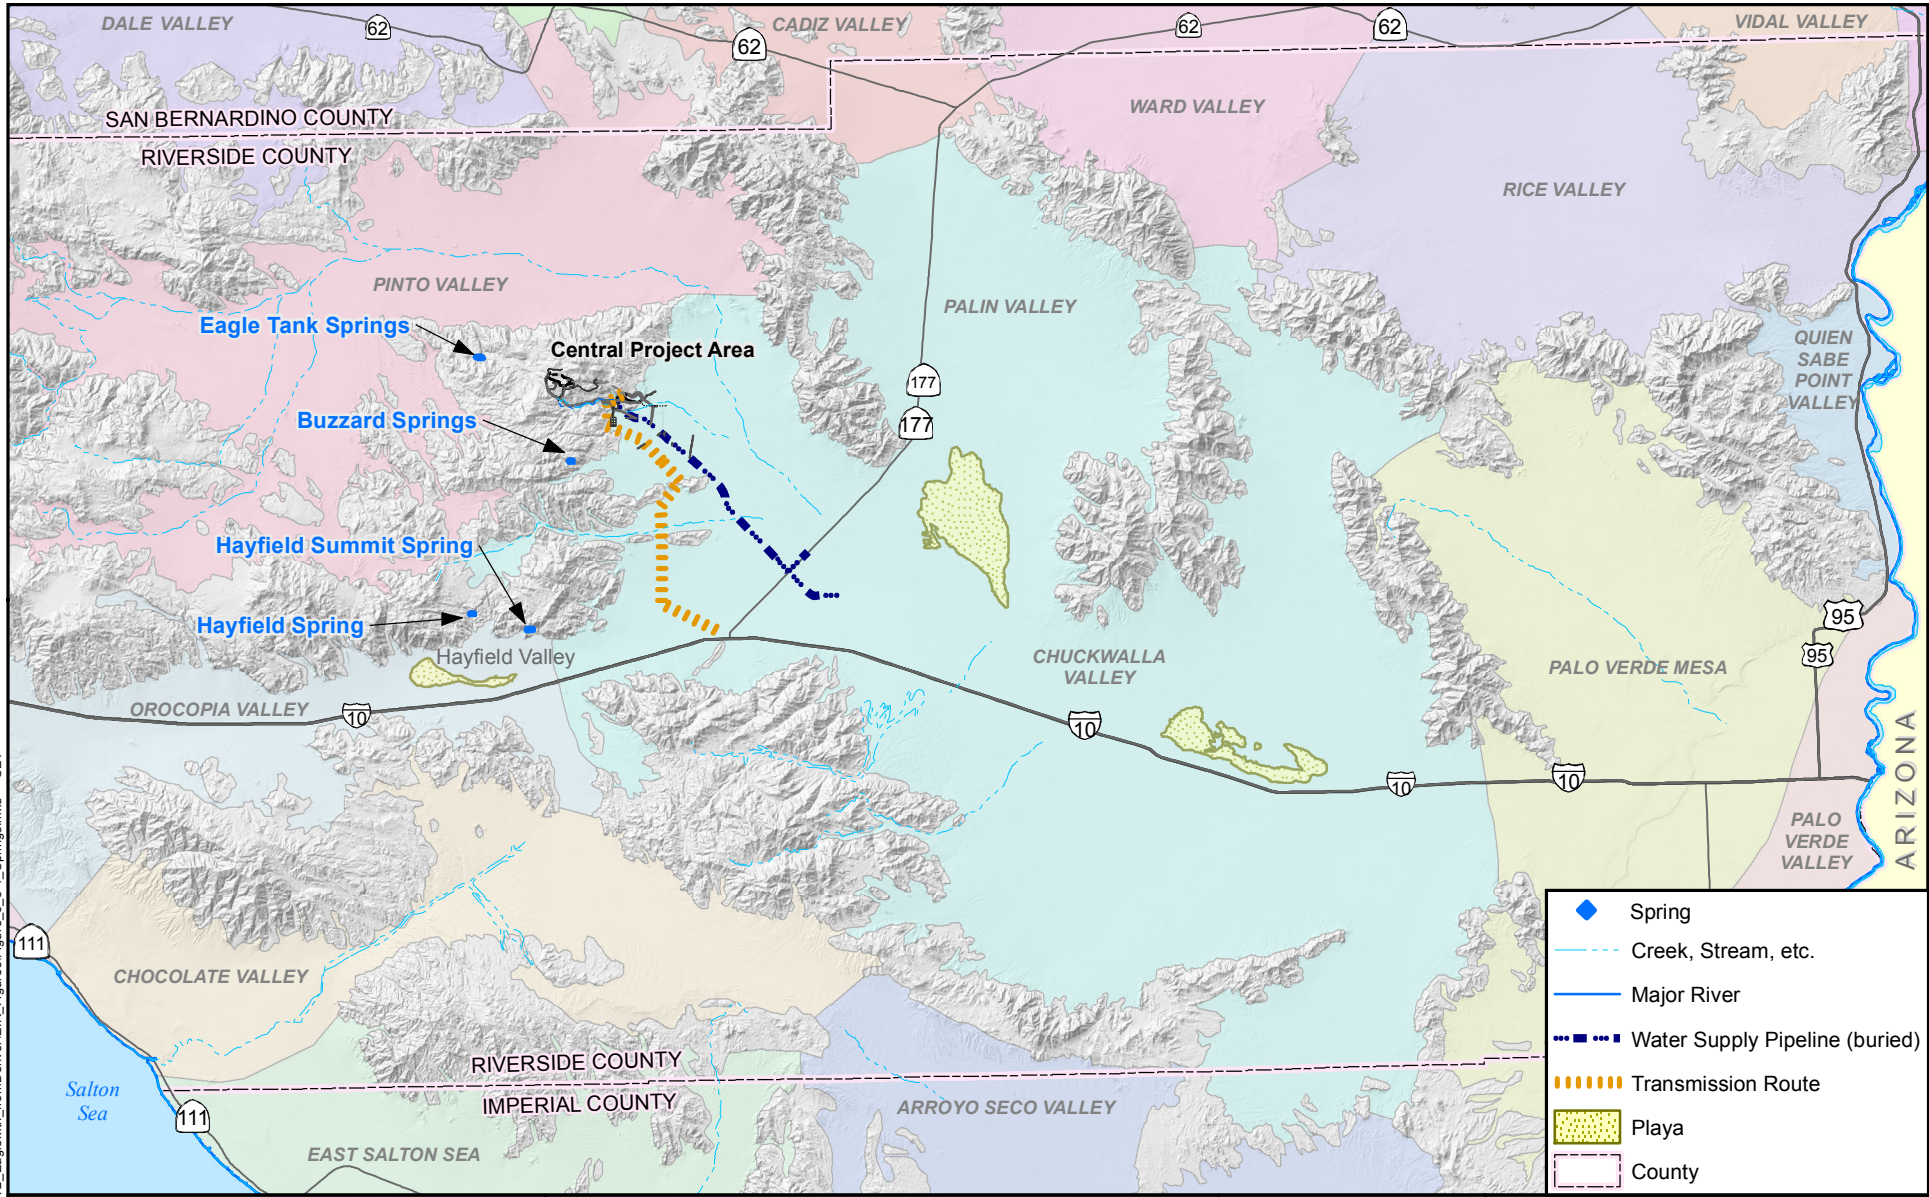 DALE VALLEY
62
62
CADIZ VALLEY
62
62
VIDAL VALLEY
SAN BERNARDINO COUNTY
RIVERSIDE COUNTY
WARD VALLEY
RICE VALLEY
PINTO VALLEY
PALIN VALLEY
Eagle Tank Springs
Central Project Area
QUIEN
SABE
POINT
VALLEY
177
177
Buzzard Springs
Hayfield Summit Spring
Hayfield Spring
Hayfield Valley
95
95
CHUCKWALLA
VALLEY
PALO VERDE MESA
OROCOPIA VALLEY
10
10
10
10
ARIZONA
PALO
VERDE
VALLEY
111
CHOCOLATE VALLEY
RIVERSIDE COUNTY
IMPERIAL COUNTY
Salton
Sea
111
ARROYO SECO VALLEY
EAST SALTON SEA
Spring
Creek, Stream, etc.
Major River
Water Supply Pipeline (buried)
Transmission Route
Playa
County